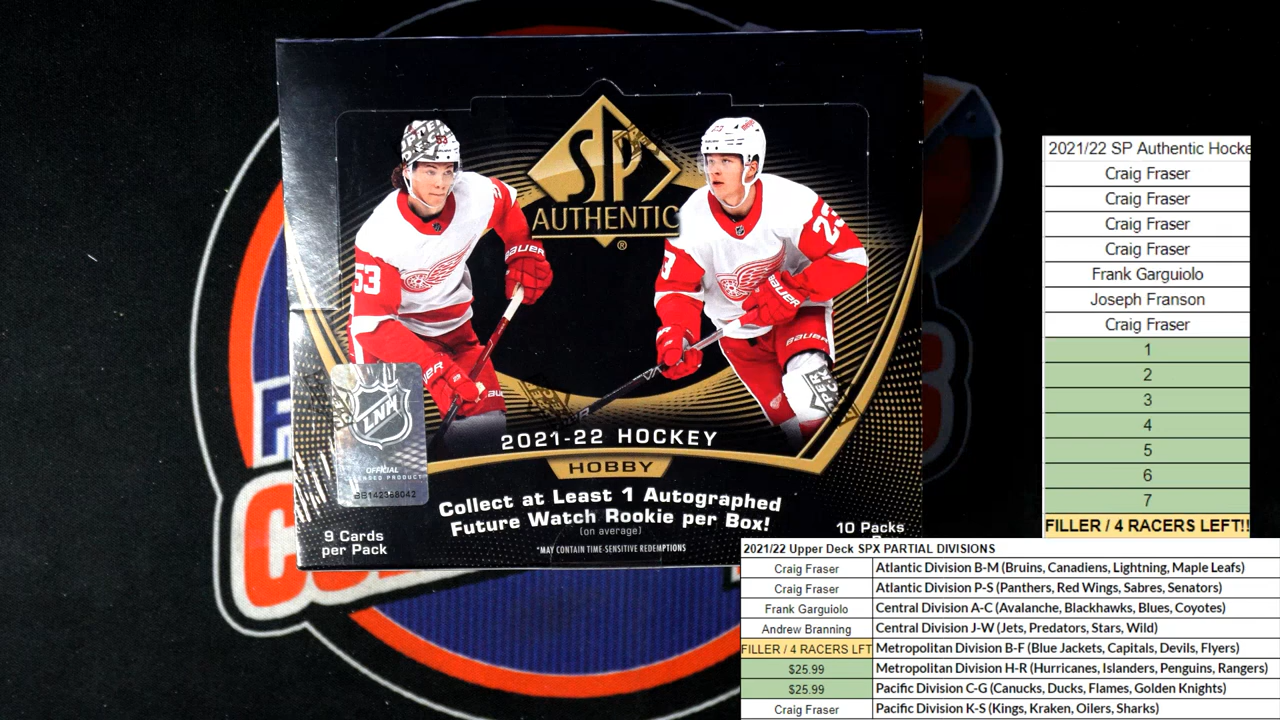 SP
AUTHENTIC
®
53
23
BAUER
BAUER
BAUER
NHL
OFFICIAL
LICENSED PRODUCT
2021-22 HOCKEY
HOBBY
Collect at Least 1 Autographed
Future Watch Rookie per Box!
(on average)
*MAY CONTAIN TIME-SENSITIVE REDEMPTIONS
9 Cards
per Pack
10 Packs
2021/22 SP Authentic Hocke
Craig Fraser
Craig Fraser
Craig Fraser
Craig Fraser
Frank Garguiolo
Joseph Franson
Craig Fraser
1
2
3
4
5
6
7
FILLER / 4 RACERS LEFT!!
2021/22 Upper Deck SPX PARTIAL DIVISIONS
Craig Fraser Atlantic Division B-M (Bruins, Canadiens, Lightning, Maple Leafs)
Craig Fraser Atlantic Division P-S (Panthers, Red Wings, Sabres, Senators)
Frank Garguiolo Central Division A-C (Avalanche, Blackhawks, Blues, Coyotes)
Andrew Branning Central Division J-W (Jets, Predators, Stars, Wild)
FILLER / 4 RACERS LFT Metropolitan Division B-F (Blue Jackets, Capitals, Devils, Flyers)
$25.99 Metropolitan Division H-R (Hurricanes, Islanders, Penguins, Rangers)
$25.99 Pacific Division C-G (Canucks, Ducks, Flames, Golden Knights)
Craig Fraser Pacific Division K-S (Kings, Kraken, Oilers, Sharks)